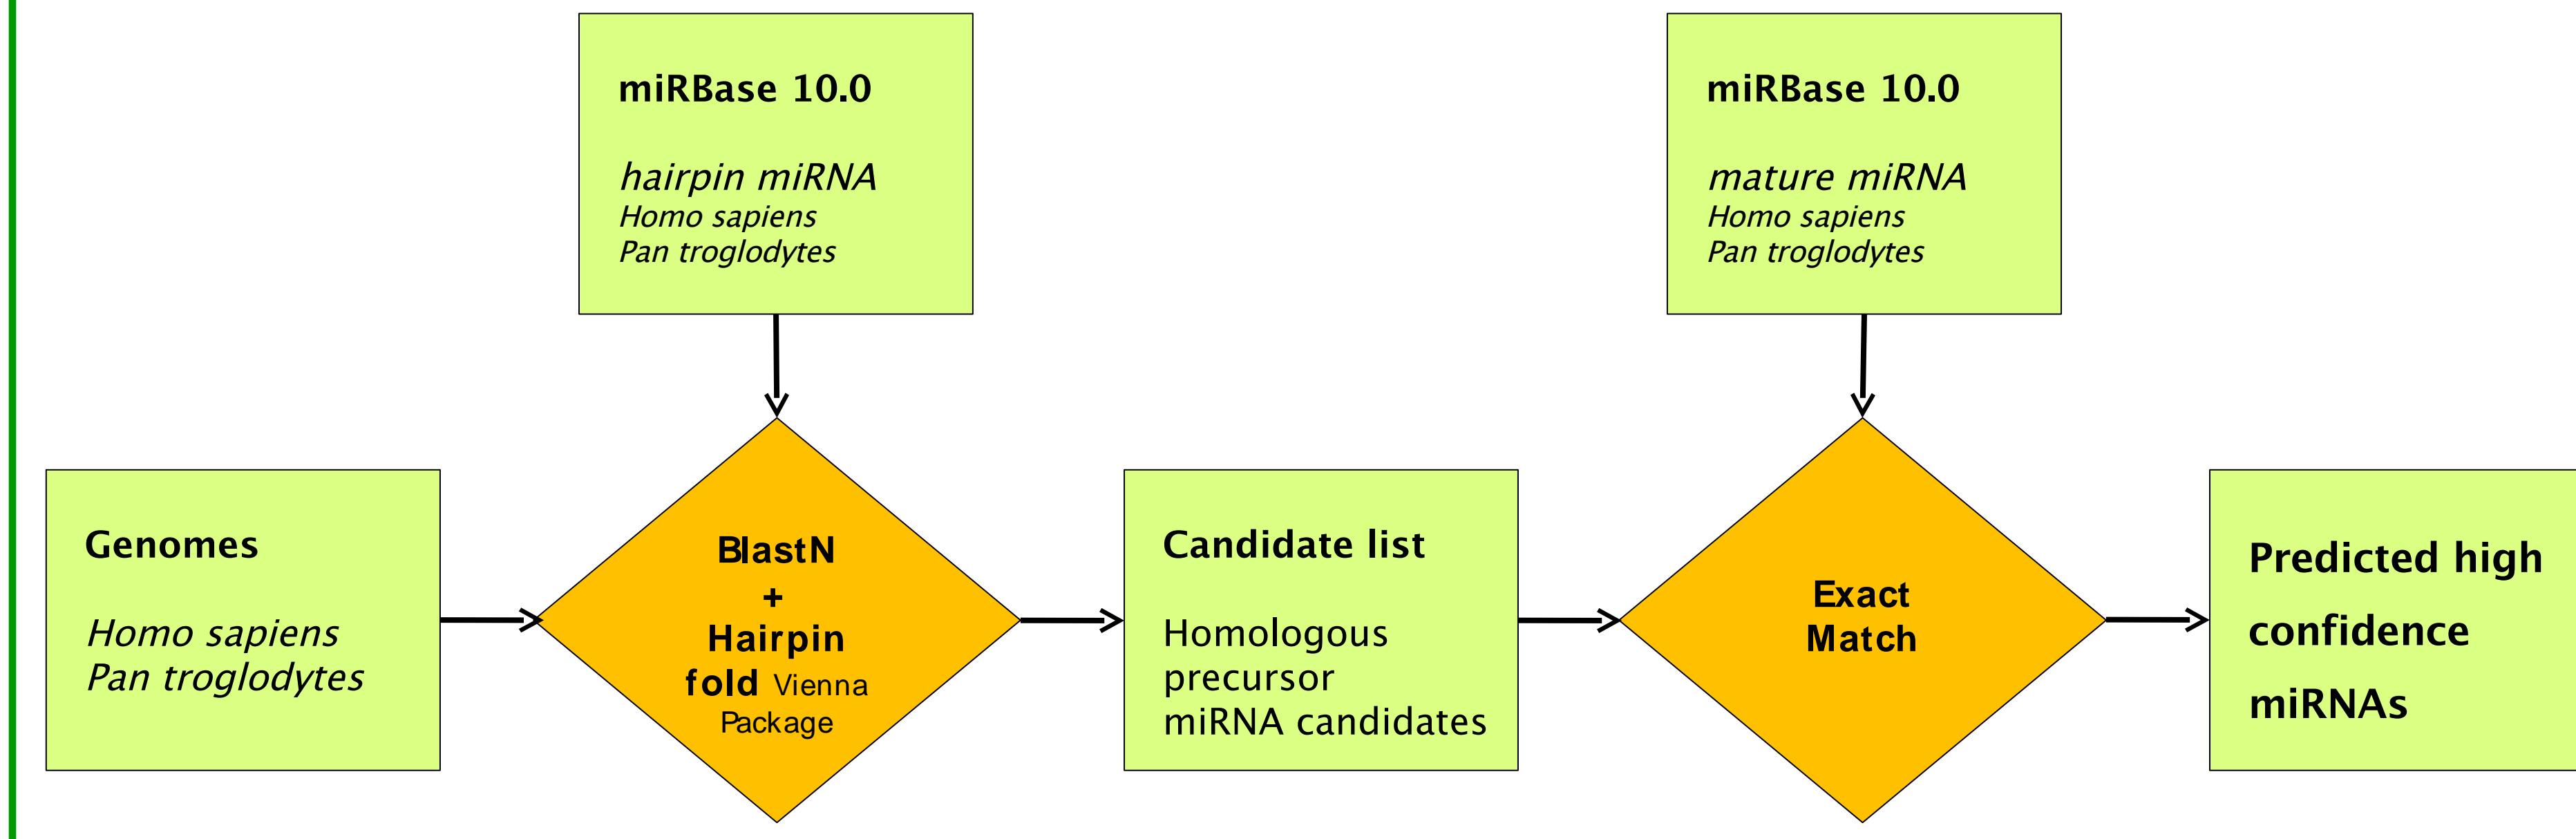 miRBase 10.0
hairpin miRNA
Homo sapiens
Pan troglodytes
miRBase 10.0
mature miRNA
Homo sapiens
Pan troglodytes
Genomes
Homo sapiens
Pan troglodytes
BlastN
+
Hairpin
fold Vienna
Package
Candidate list
Homologous
precursor
miRNA candidates
Exact
Match
Predicted high
confidence
miRNAs